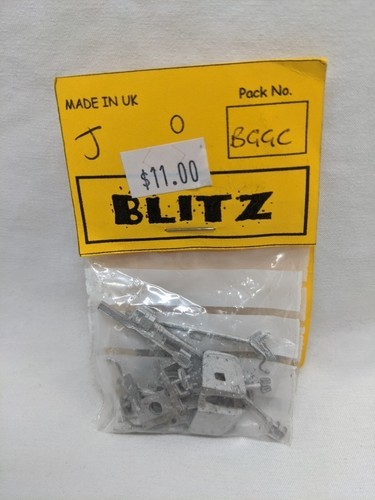 MADE IN UK
Pack No.
J
O
BGGC
$11.00
BLITZ